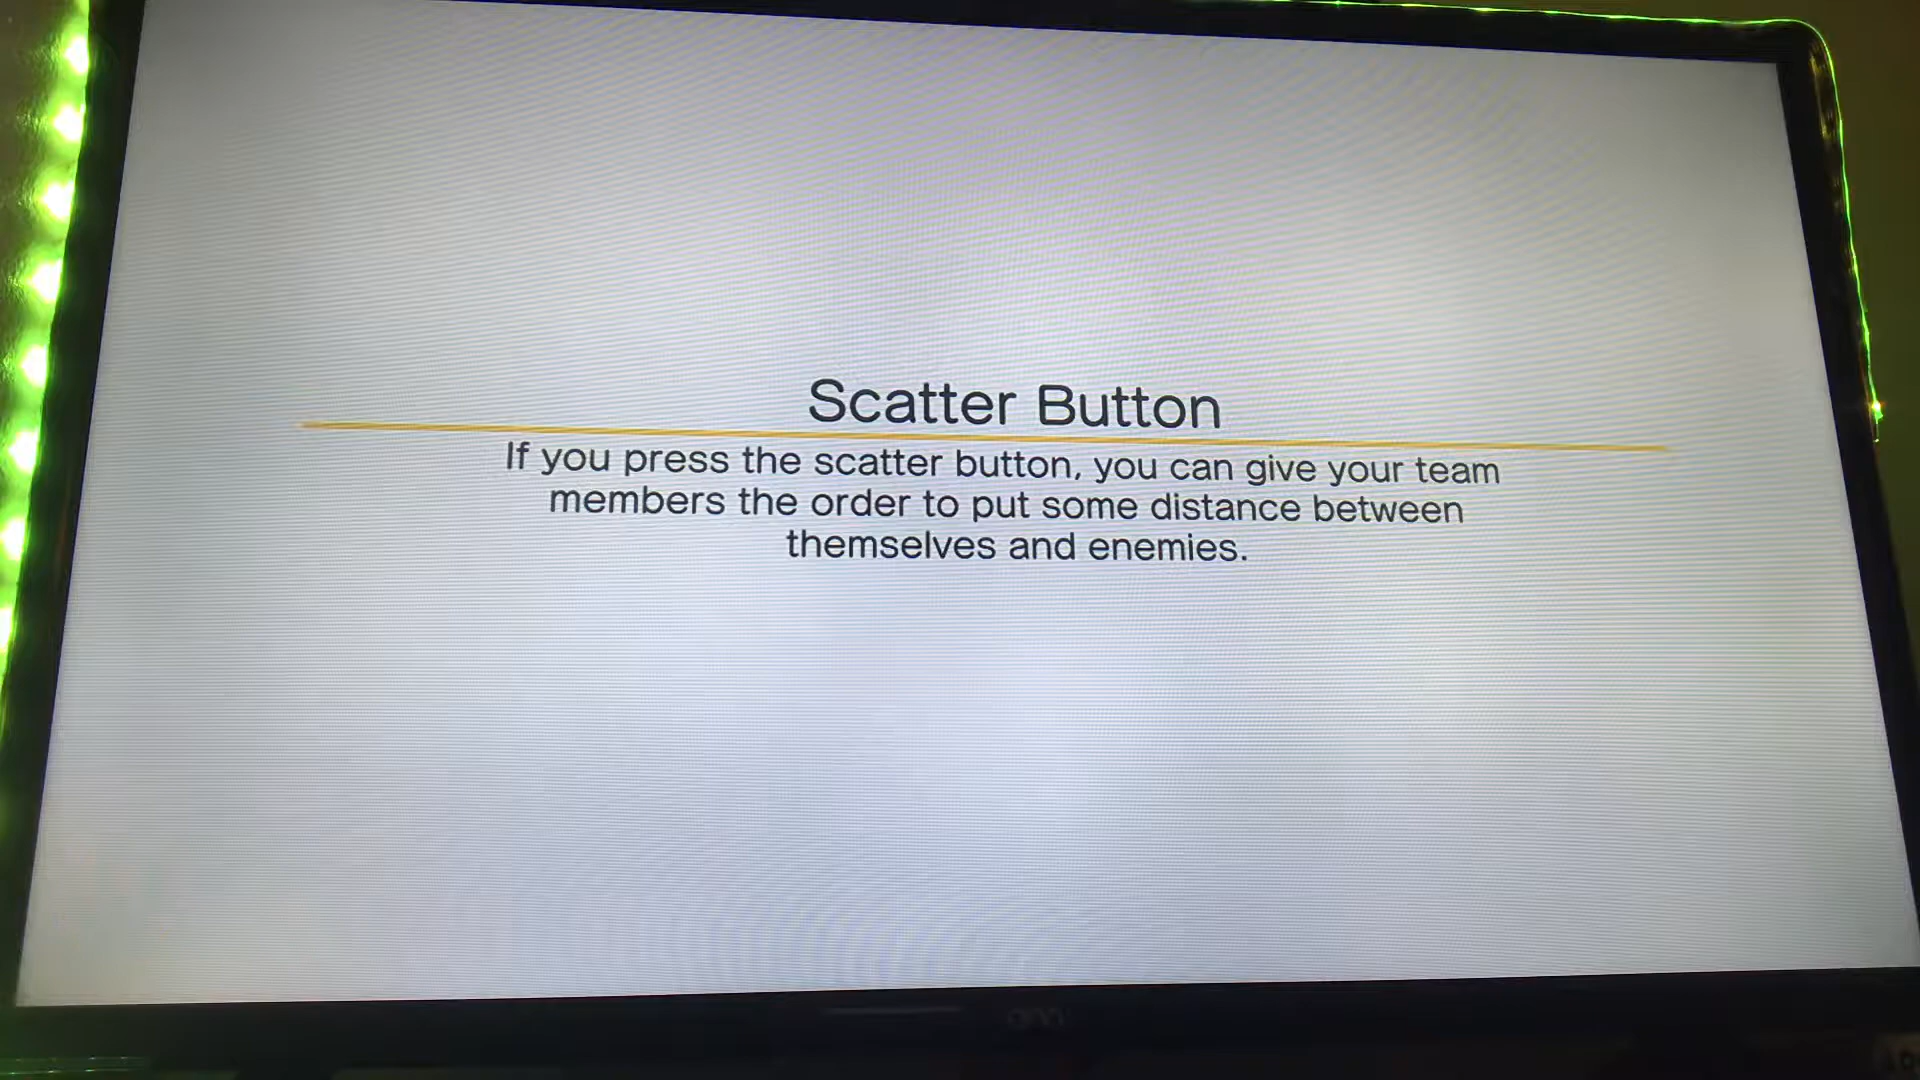 Scatter Button
If you press the scatter button, you can give your team
members the order to put some distance between
themselves and enemies.